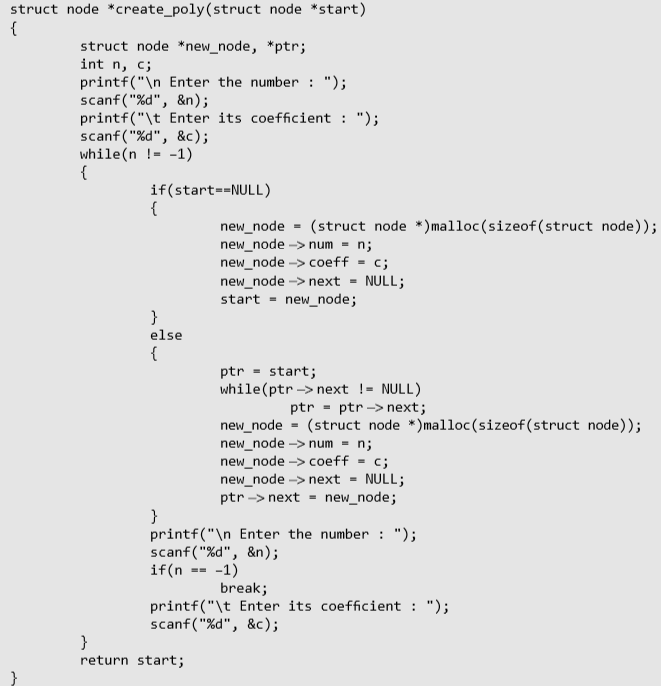 struct node *create_poly(struct node *start)
{
struct node *new_node, *ptr;
int n, c;
printf("\n Enter the number : ");
scanf("%d", &n);
printf("\t Enter its coefficient : ");
scanf("%d", &c);
while(n != -1)
{
if(start==NULL)
{
new_node = (struct node *)malloc(sizeof(struct node));
new_node -> num = n;
new_node -> coeff = c;
new_node -> next = NULL;
start = new_node;
}
else
{
ptr = start;
while(ptr -> next != NULL)
ptr = ptr -> next;
new_node = (struct node *)malloc(sizeof(struct node));
new_node -> num = n;
new_node -> coeff = c;
new_node -> next = NULL;
ptr -> next = new_node;
}
printf("\n Enter the number : ");
scanf("%d", &n);
if(n == -1)
break;
printf("\t Enter its coefficient : ");
scanf("%d", &c);
}
return start;
}